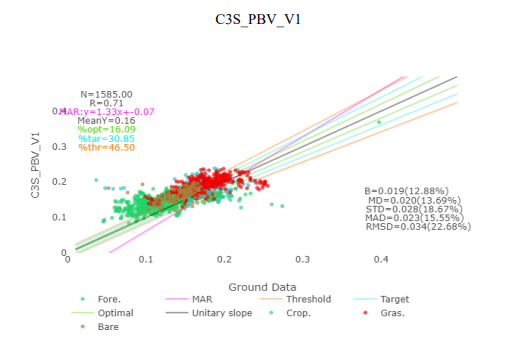 C3S_PBV_V1
N=1585.00
R=0.71
MAR:y=1.33x+-0.07
MeanY=0.16
%opt=16.09
%tar=30.85
%thr=46.50
B=0.019(12.88%)
MD=0.020(13.69%)
STD=0.028(18.67%)
MAD=0.023(15.55%)
RMSD=0.034(22.68%)
C3S_PBV_V1
0.4
0.3
0.2
0.1
0
0 0.1 0.2 0.4
Ground Data
Fore. MAR Threshold Target
Optimal Unitary slope Crop. Gras.
Bare